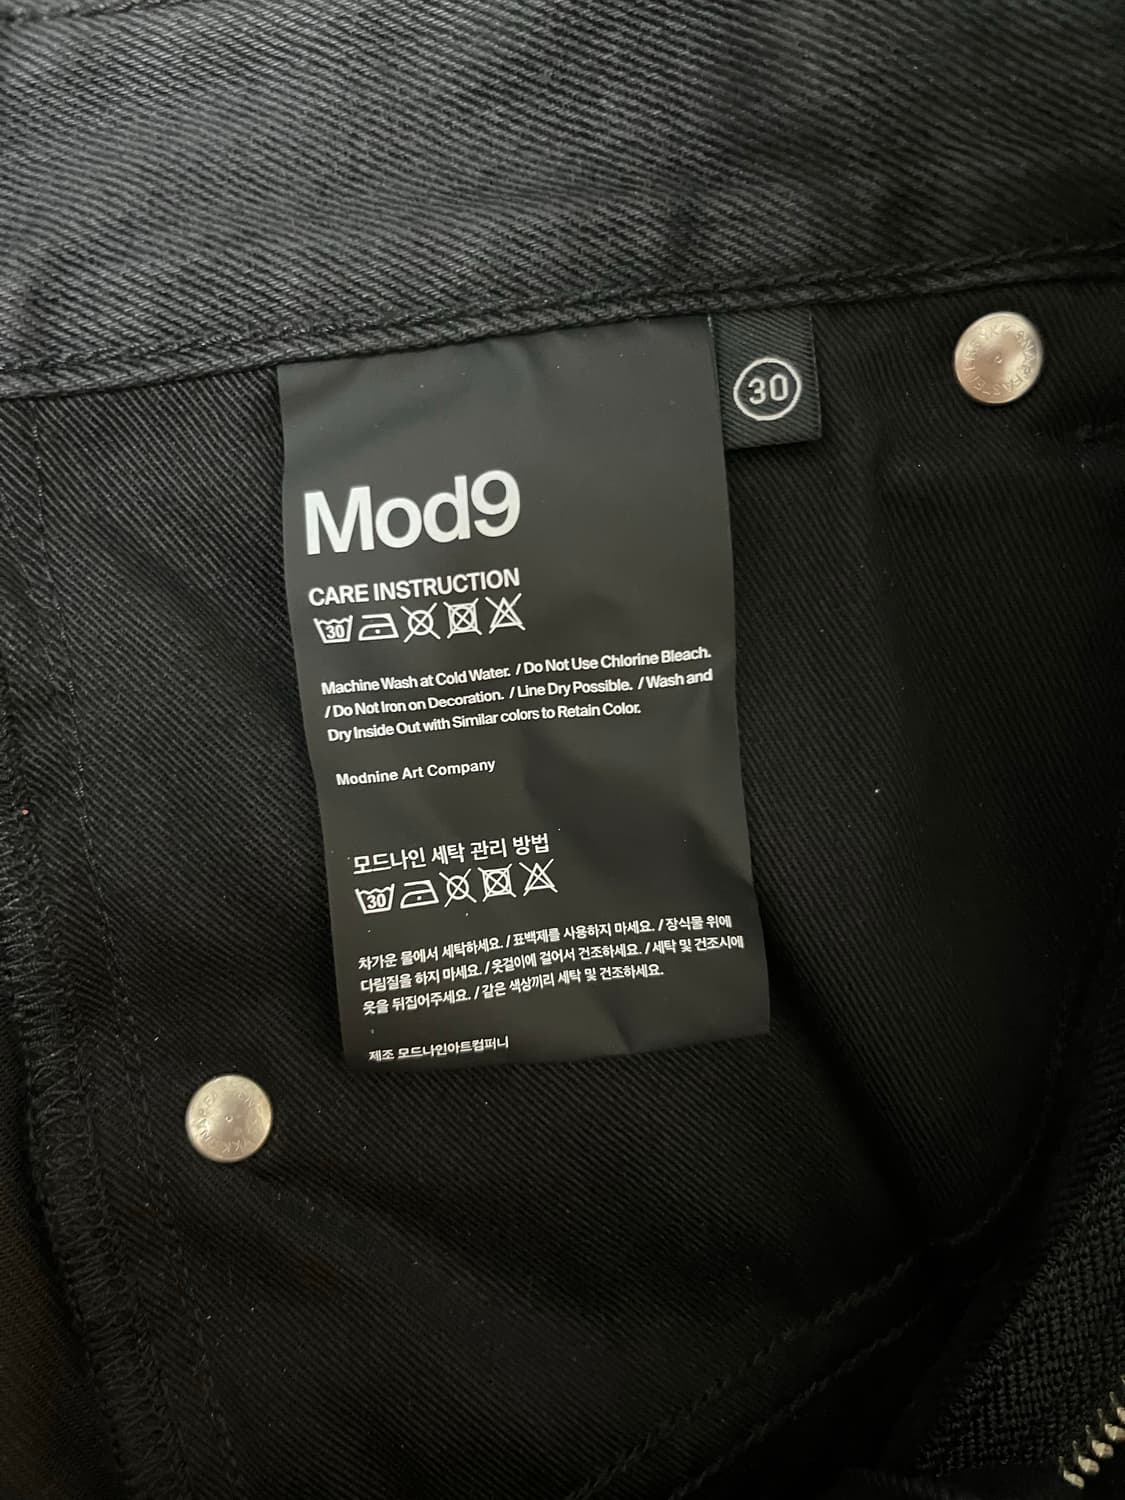 30
Mod9
CARE INSTRUCTION
30
Machine Wash at Cold Water. / Do Not Use Chlorine Bleach.
/ Do Not Iron on Decoration. / Line Dry Possible. / Wash and
Dry Inside Out with Similar colors to Retain Color.
Modnine Art Company
모드나인 세탁 관리 방법
30
차가운 물에서 세탁하세요. / 표백제를 사용하지 마세요. / 장식물 위에
다림질을 하지 마세요. / 옷걸이에 걸어서 건조하세요. / 세탁 및 건조시에
옷을 뒤집어주세요. / 같은 색상끼리 세탁 및 건조하세요.
제조 모드나인아트컴퍼니
YKK
YKK